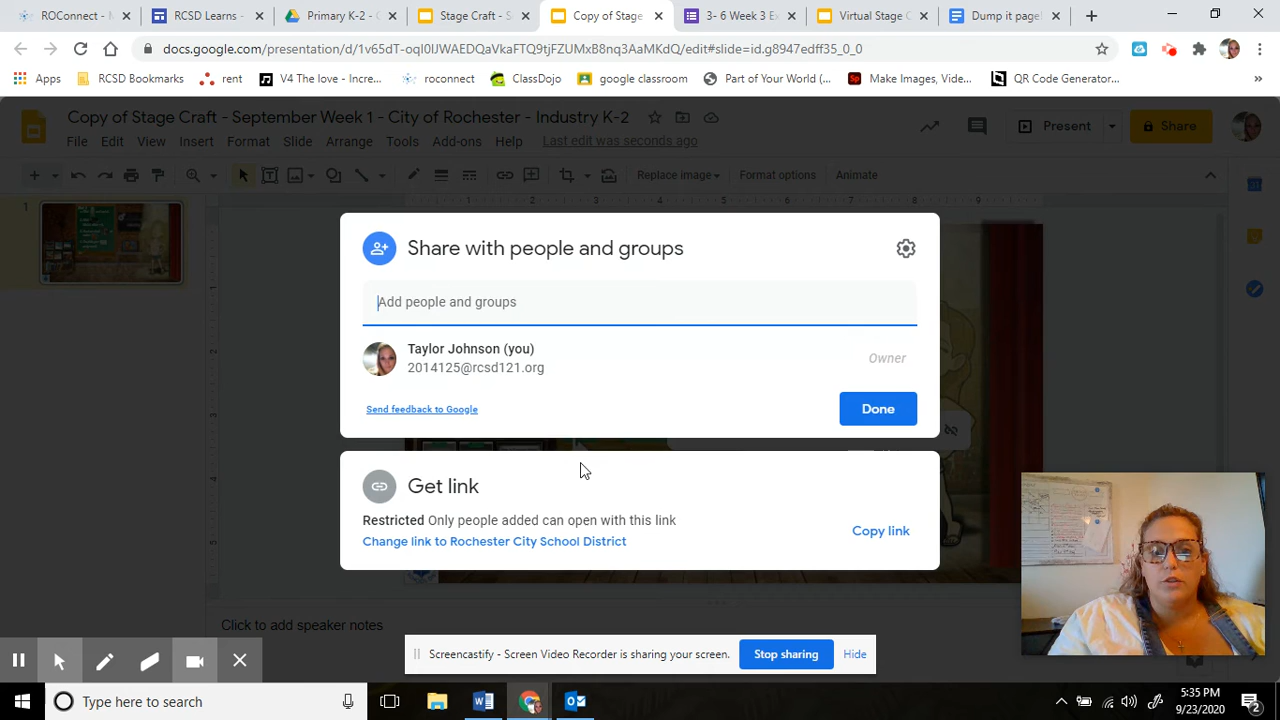 ROConnect - M
RCSD Learns -
Primary K-2 - G
Stage Craft - S
Copy of Stage
3- 6 Week 3 Ex
Virtual Stage C
Dump it page!
docs.google.com/presentation/d/1v65dT-oqI0IUWAEDQaVkaFTQ9tjFZUMxB8nq3AaMKdQ/edit#slide=id.g8947edff35_0_0
Apps
RCSD Bookmarks
rent
V4 The love - Incre...
roconnect
ClassDojo
google classroom
Part of Your World (...
Sp
Make Images, Vide...
QR Code Generator...
Copy of Stage Craft - September Week 1 - City of Rochester - Industry K-2
File Edit View Insert Format Slide Arrange Tools Add-ons Help Last edit was seconds ago
Present
Share
Replace image
Format options
Animate
1
Share with people and groups
Add people and groups
Taylor Johnson (you)
2014125@rcsd121.org
Owner
Send feedback to Google
Done
Get link
Restricted Only people added can open with this link
Change link to Rochester City School District
Copy link
Click to add speaker notes
Screencastify - Screen Video Recorder is sharing your screen.
Stop sharing
Hide
Type here to search
5:35 PM
9/23/2020
2